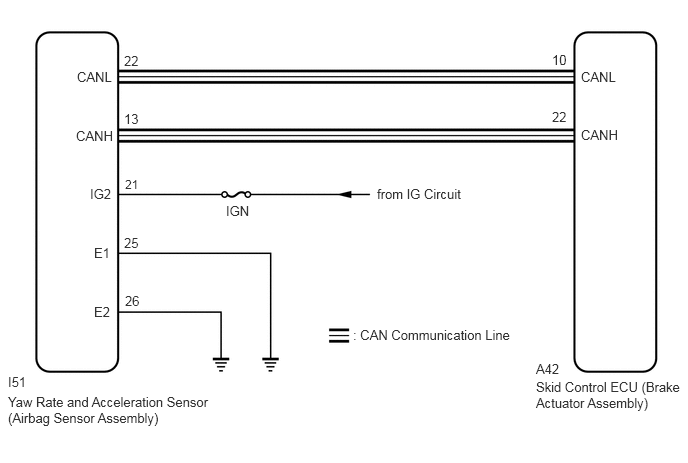 22
10
CANL
CANL
13
22
CANH
CANH
21
IG2
from IG Circuit
IGN
25
E1
26
E2
: CAN Communication Line
I51
A42
Yaw Rate and Acceleration Sensor
(Airbag Sensor Assembly)
Skid Control ECU (Brake
Actuator Assembly)